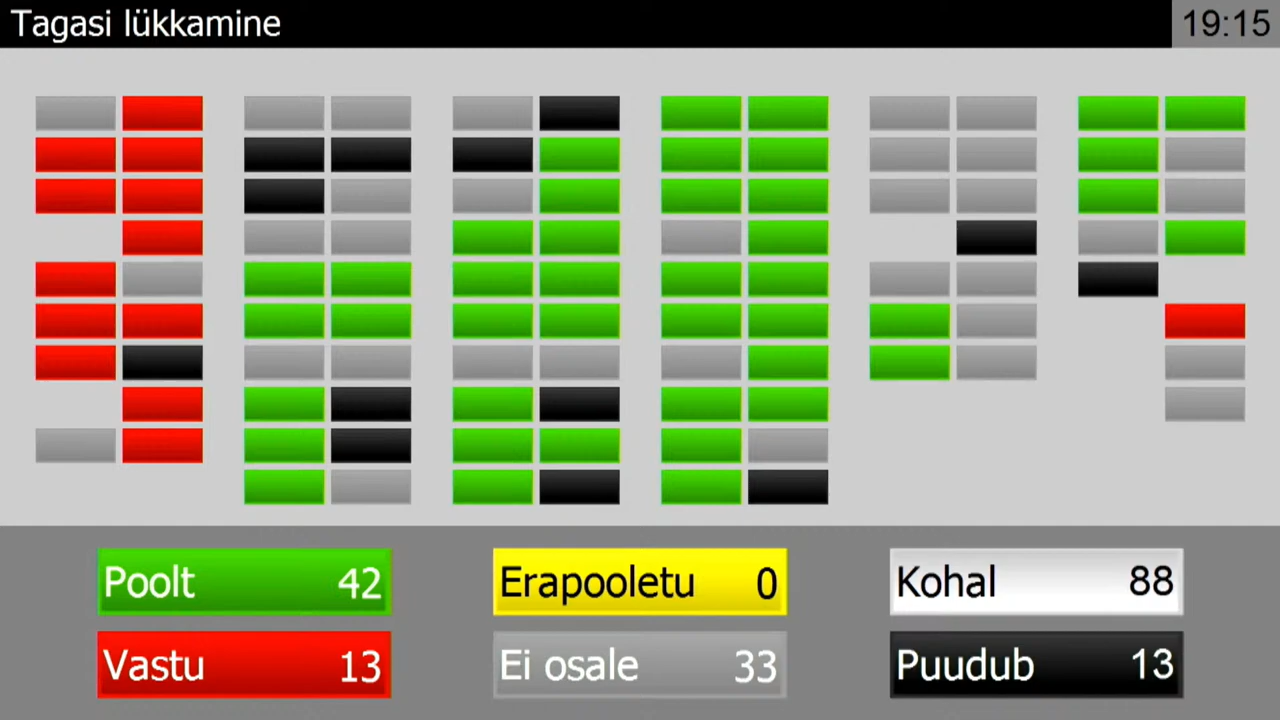 Tagasi lükkamine 19:15
Poolt 42 Erapooletu 0 Kohal 88
Vastu 13 Ei osale 33 Puudub 13